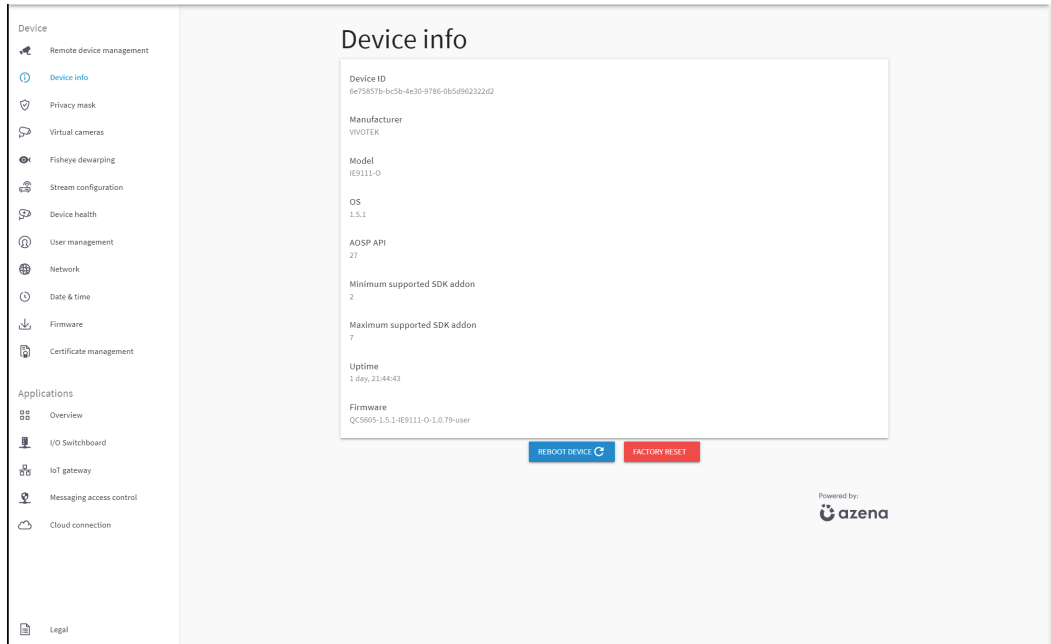 Device
Remote device management
Device info
Privacy mask
Virtual cameras
Fisheye dewarping
Stream configuration
Device health
User management
Network
Date & time
Firmware
Certificate management
Applications
Overview
I/O Switchboard
IoT gateway
Messaging access control
Cloud connection
Legal
Device info
Device ID
6e75857b-bc5b-4e30-9786-0b5d962322d2
Manufacturer
VIVOTEK
Model
IE9111-O
OS
1.5.1
AOSP API
27
Minimum supported SDK addon
2
Maximum supported SDK addon
7
Uptime
1 day, 21:44:43
Firmware
QCS605-1.5.1-IE9111-O-1.0.79-user
REBOOT DEVICE
FACTORY RESET
Powered by:
azena